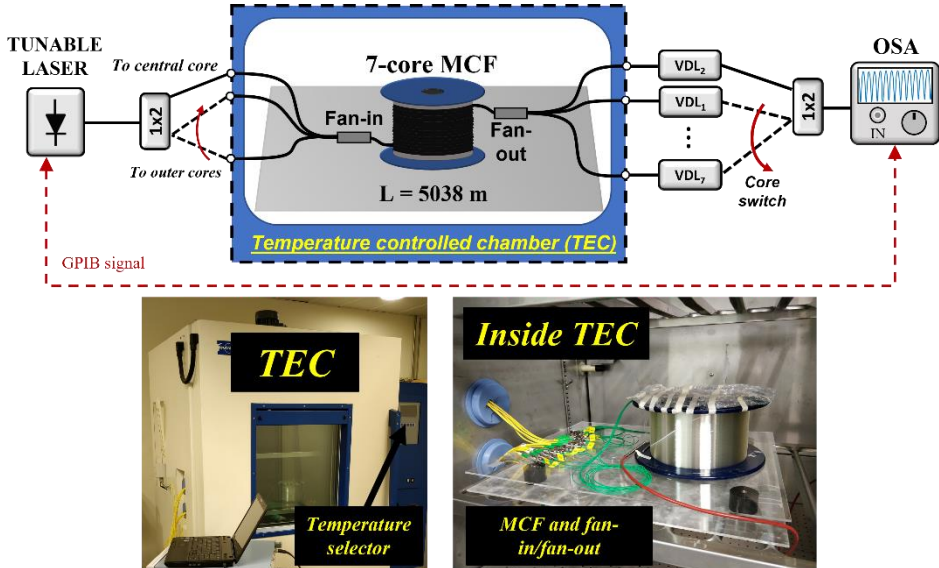 TUNABLE
LASER
To central core
1x2
To outer cores
7-core MCF
Fan-in
Fan-
out
L = 5038 m
Temperature controlled chamber (TEC)
VDL2
VDL1
VDL7
Core
switch
1x2
OSA
IN
GPIB signal
TEC
Temperature
selector
Inside TEC
MCF and fan-
in/fan-out